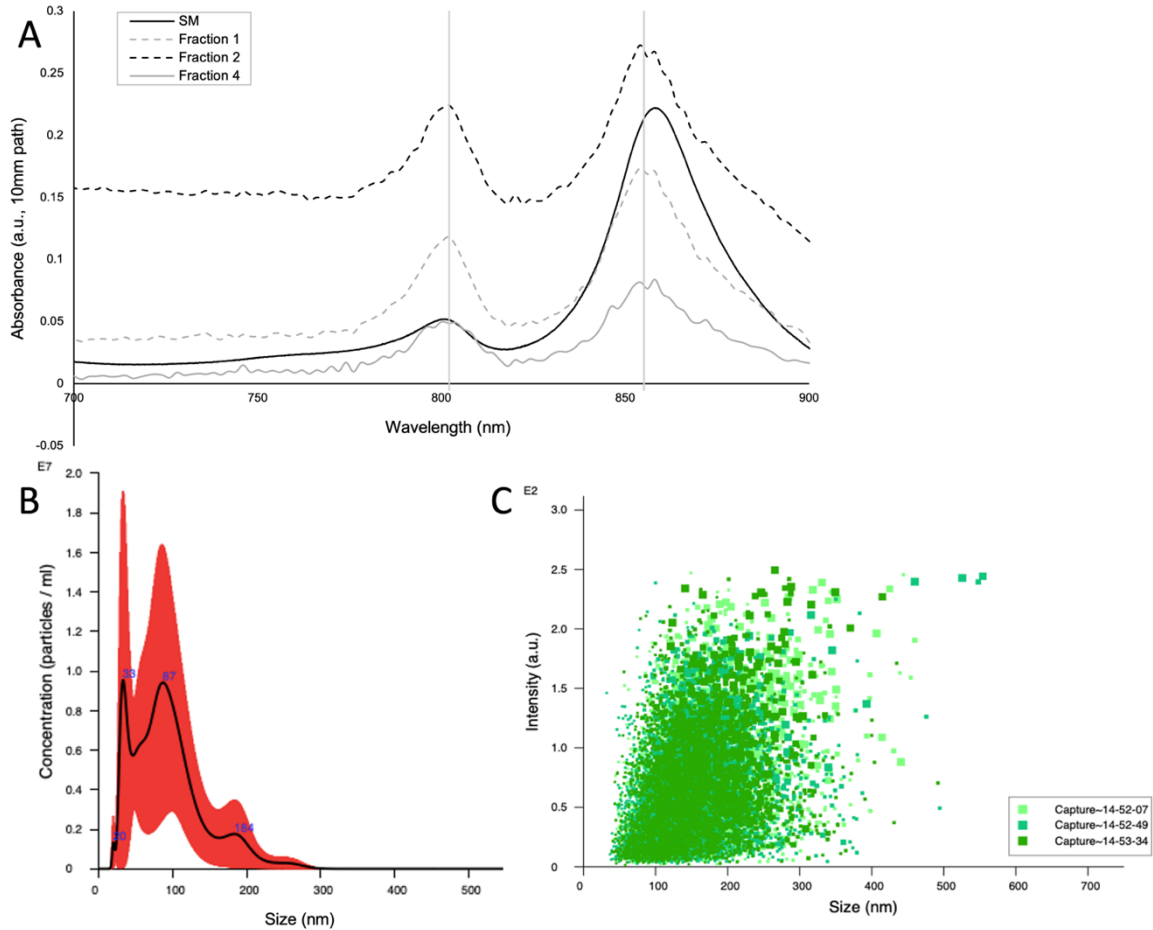 A
SM
Fraction 1
Fraction 2
Fraction 4
Absorbance (a.u., 10mm path)
0.3
0.25
0.2
0.15
0.1
0.05
0
-0.05
700
750
800
850
900
Wavelength (nm)
B
E7
Concentration (particles / ml)
2.0
1.8
1.6
1.4
1.2
1.0
0.8
0.6
0.4
0.2
0
20
33
87
184
0
100
200
300
400
500
Size (nm)
C
E2
Intensity (a.u.)
3.0
2.5
2.0
1.5
1.0
0.5
0
0
100
200
300
400
500
600
700
Size (nm)
Capture~14-52-07
Capture~14-52-49
Capture~14-53-34